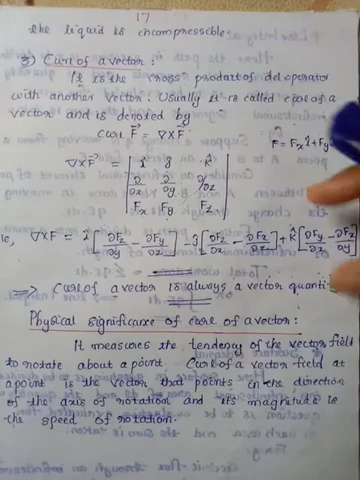 17
the liquid is incompressible.
3) Curl of a vector :
It is the cross product of del operator
with another vector. Usually it is called curl of a
vector and is denoted by
curl F = ∇×F
F = Fx î + Fy
∇×F = | î ĵ k̂ |
| ∂/∂x ∂/∂y ∂/∂z |
| Fx Fy Fz |
∇×F = î [∂Fz/∂y − ∂Fy/∂z] − ĵ [∂Fz/∂x − ∂Fx/∂z] + k̂ [∂Fy/∂x − ∂Fx/∂y]
⇒ Curl of a vector is always a vector quanti
Physical significance of curl of a vector :
It measures the tendency of the vector field
to rotate about a point. Curl of a vector field at
a point is the vector that points in the direction
of the axis of rotation and its magnitude is
the speed of rotation.